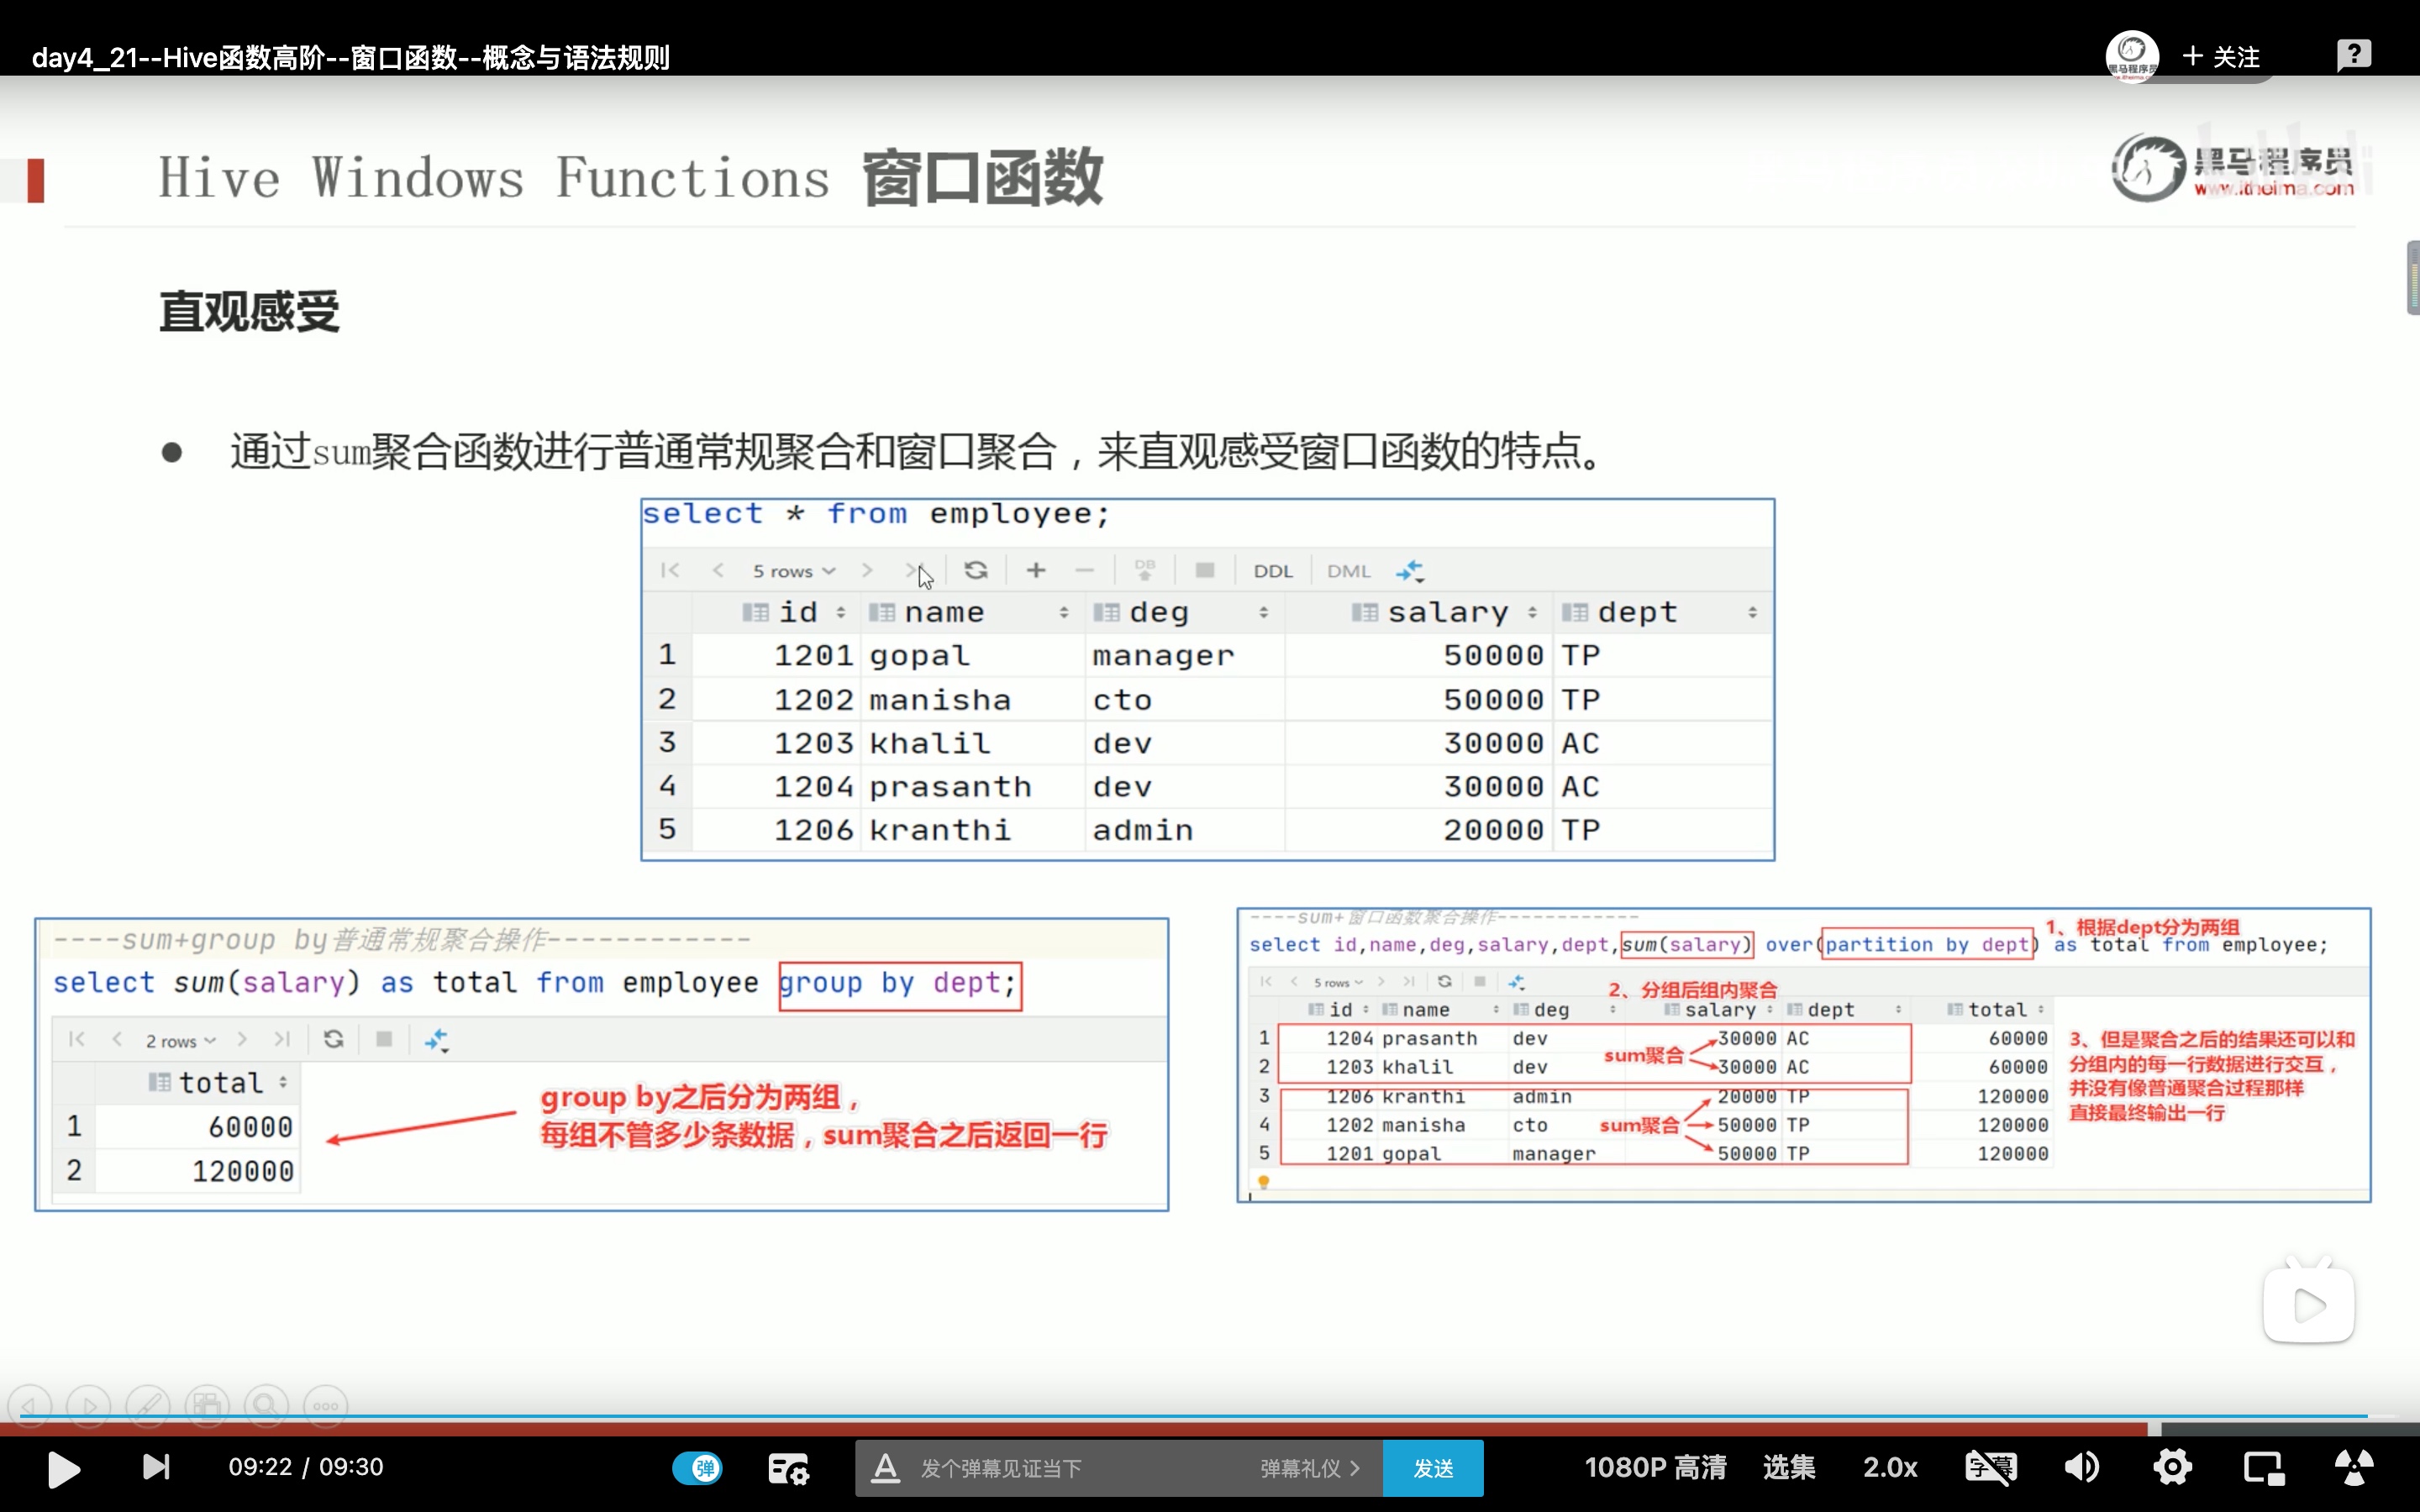 day4_21--Hive函数高阶--窗口函数--概念与语法规则
+ 关注
Hive Windows Functions 窗口函数
黑马程序员
www.itheima.com
直观感受
● 通过sum聚合函数进行普通常规聚合和窗口聚合，来直观感受窗口函数的特点。
select * from employee;
5 rows DDL DML
id name deg salary dept
1 1201 gopal manager 50000 TP
2 1202 manisha cto 50000 TP
3 1203 khalil dev 30000 AC
4 1204 prasanth dev 30000 AC
5 1206 kranthi admin 20000 TP
----sum+group by普通常规聚合操作------------
select sum(salary) as total from employee group by dept;
2 rows
total
1 60000
2 120000
group by之后分为两组，
每组不管多少条数据，sum聚合之后返回一行
----sum+窗口函数聚合操作------------
1、根据dept分为两组
select id,name,deg,salary,dept,sum(salary) over(partition by dept) as total from employee;
5 rows
2、分组后组内聚合
id name deg salary dept total
1 1204 prasanth dev 30000 AC 60000
sum聚合
2 1203 khalil dev 30000 AC 60000
3 1206 kranthi admin 20000 TP 120000
4 1202 manisha cto sum聚合 50000 TP 120000
5 1201 gopal manager 50000 TP 120000
3、但是聚合之后的结果还可以和
分组内的每一行数据进行交互，
并没有像普通聚合过程那样
直接最终输出一行
09:22 / 09:30
弹
发个弹幕见证当下
弹幕礼仪 >
发送
1080P 高清
选集
2.0x
字幕